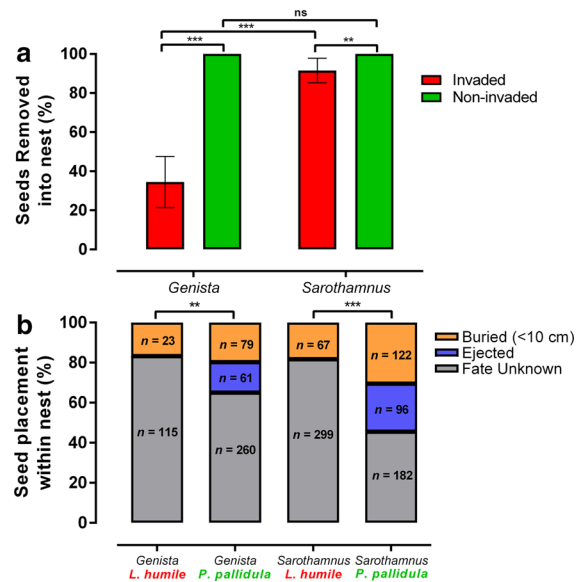 ns
***
a
***
**
100
80
60
40
20
0
Seeds Removed
into nest (%)
Invaded
Non-invaded
Genista
Sarothamnus
b
**
***
100
80
60
40
20
0
Seed placement
within nest (%)
n = 23
n = 79
n = 67
n = 122
n = 61
n = 96
n = 115
n = 260
n = 299
n = 182
Buried (<10 cm)
Ejected
Fate Unknown
Genista
L. humile
Genista
P. pallidula
Sarothamnus
L. humile
Sarothamnus
P. pallidula